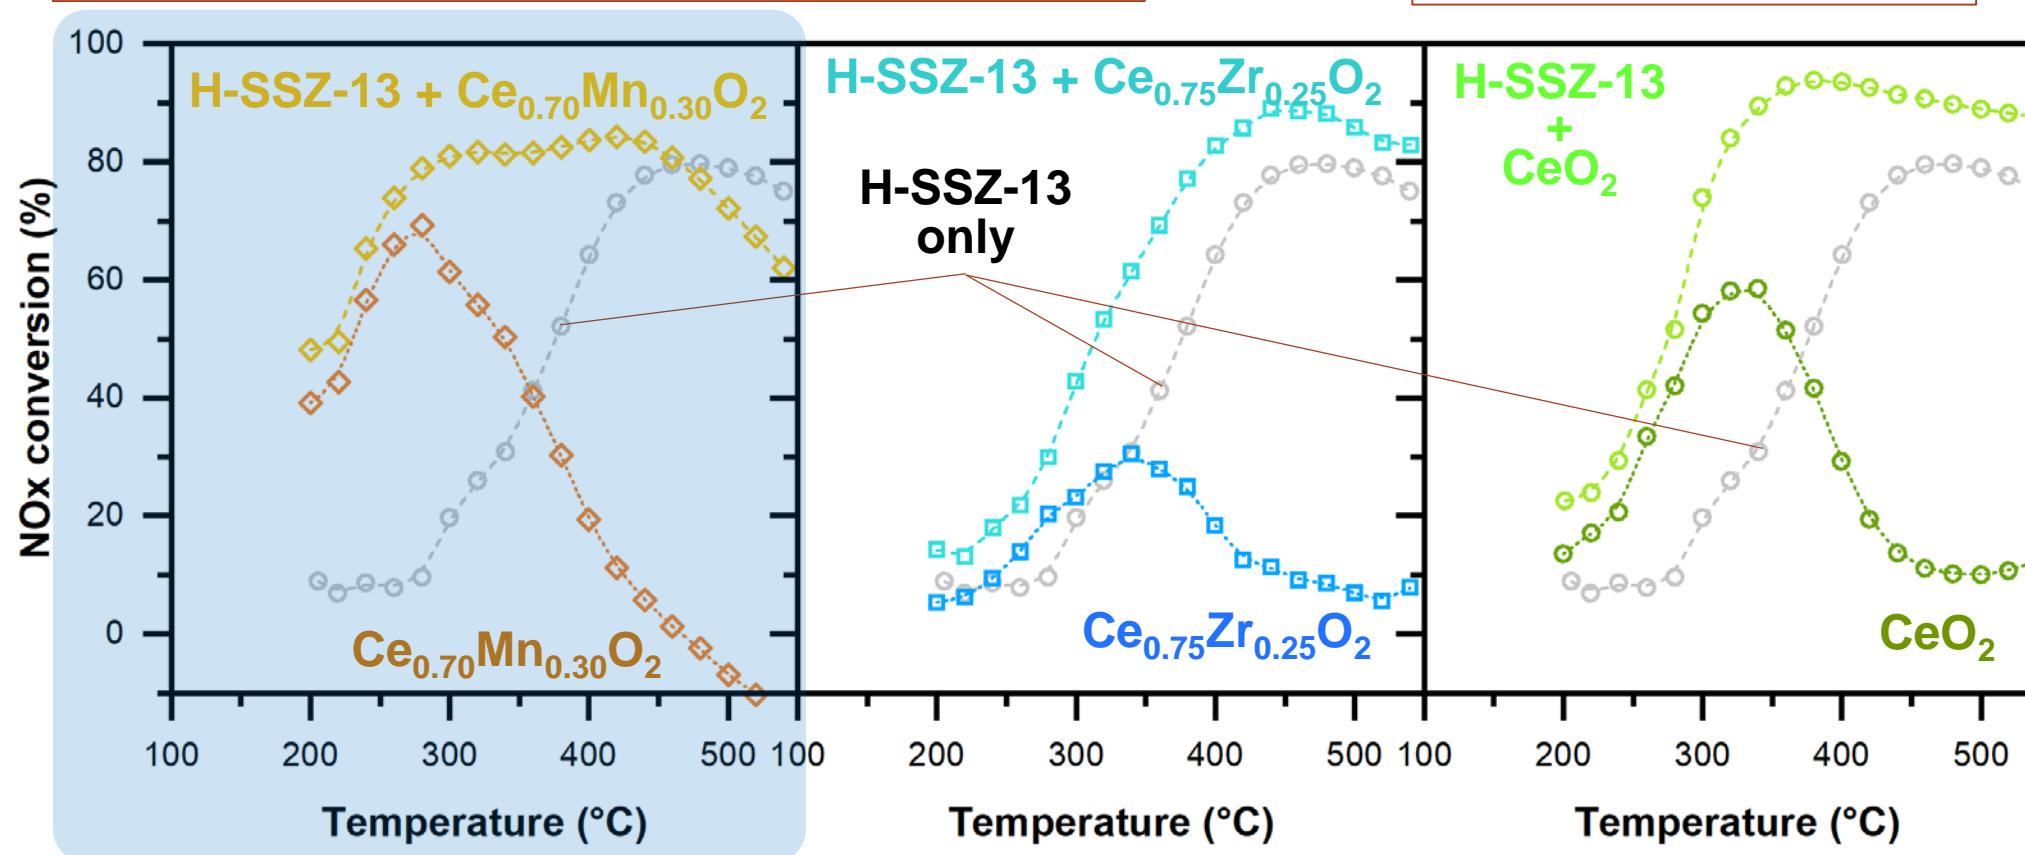 NOx conversion (%)
100
80
60
40
20
0
H-SSZ-13 + Ce0.70Mn0.30O2
Ce0.70Mn0.30O2
H-SSZ-13 + Ce0.75Zr0.25O2
H-SSZ-13
only
Ce0.75Zr0.25O2
H-SSZ-13
+
CeO2
CeO2
100 200 300 400 500 100 200 300 400 500 100 200 300 400 500
Temperature (°C) Temperature (°C) Temperature (°C)